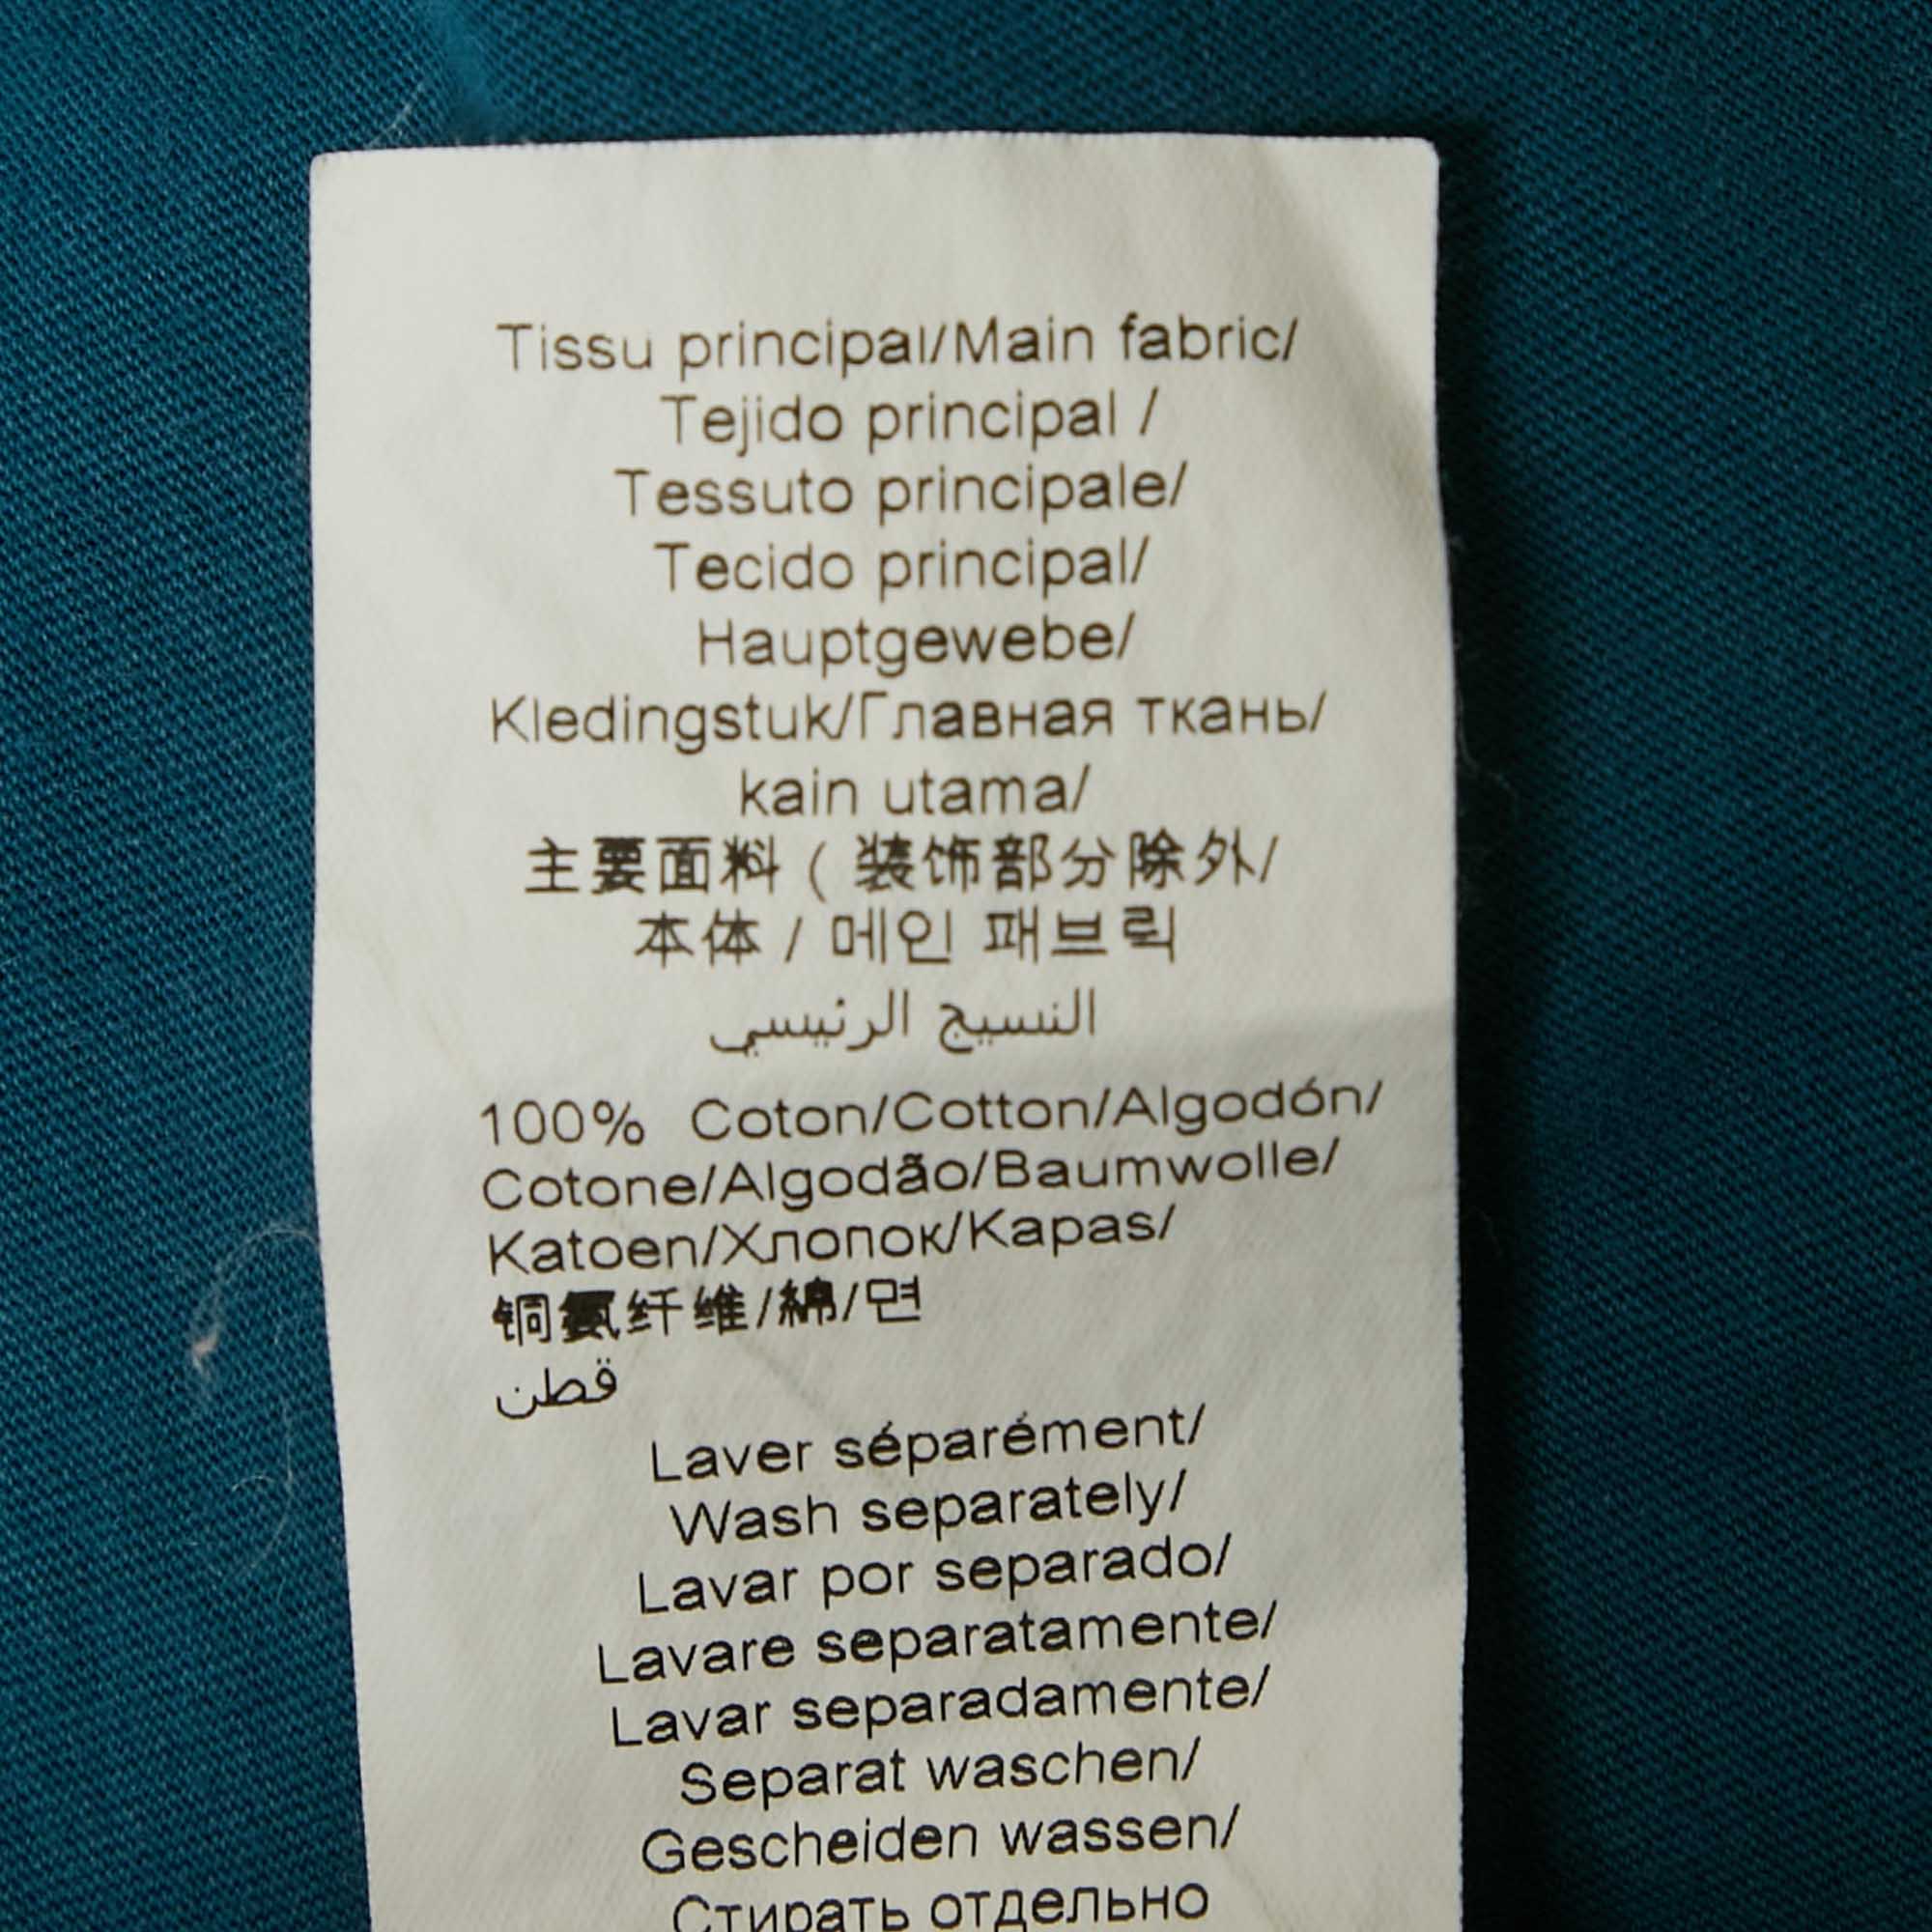 Tissu principal/Main fabric/
Tejido principal /
Tessuto principale/
Tecido principal/
Hauptgewebe/
Kledingstuk/Главная ткань/
kain utama/
主要面料 ( 装饰部分除外/
本体 / 메인 패브릭
النسيج الرئيسي
100% Coton/Cotton/Algodón/
Cotone/Algodão/Baumwolle/
Katoen/Хлопок/Kapas/
铜氨纤维/綿/면
قطن
Laver séparément/
Wash separately/
Lavar por separado/
Lavare separatamente/
Lavar separadamente/
Separat waschen/
Gescheiden wassen/
Стирать отдельно